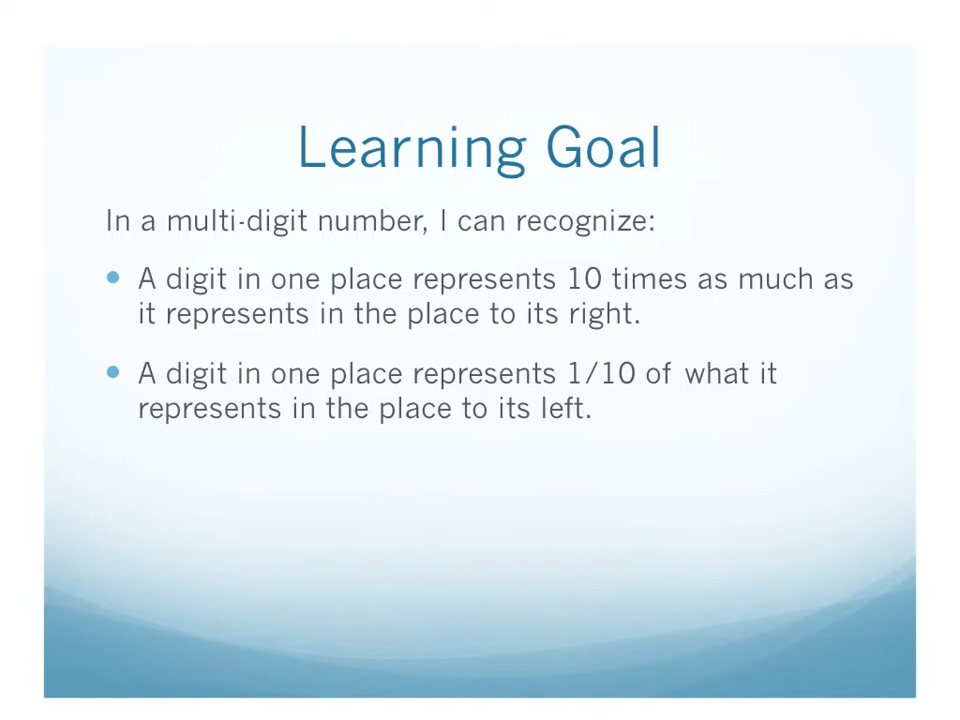 Learning Goal
In a multi-digit number, I can recognize:
• A digit in one place represents 10 times as much as
it represents in the place to its right.
• A digit in one place represents 1/10 of what it
represents in the place to its left.